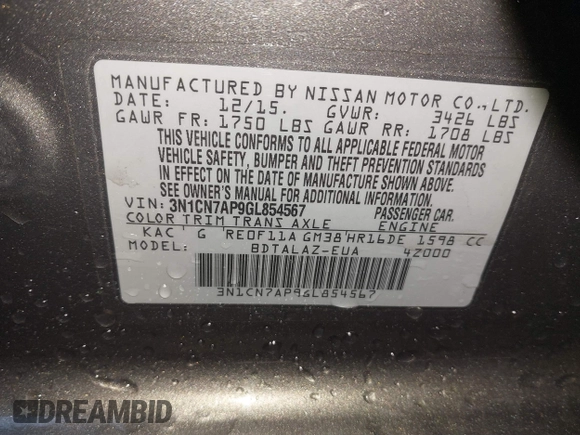 MANUFACTURED BY NISSAN MOTOR CO.,LTD.
DATE: 12/15. GVWR: 3426 LBS
GAWR FR: 1750 LBS GAWR RR: 1708 LBS
THIS VEHICLE CONFORMS TO ALL APPLICABLE FEDERAL MOTOR
VEHICLE SAFETY, BUMPER AND THEFT PREVENTION STANDARDS
IN EFFECT ON THE DATE OF MANUFACTURE SHOWN ABOVE.
SEE OWNER'S MANUAL FOR ADDITIONAL INFORMATION.
VIN: 3N1CN7AP9GL854567 PASSENGER CAR.
COLOR TRIM TRANS AXLE ENGINE
KAC' G RE0F11A GM38'HR16DE 1598 CC
MODEL: BDTALAZ-EUA 4Z000
3N1CN7AP9GL854567
DREAMBID